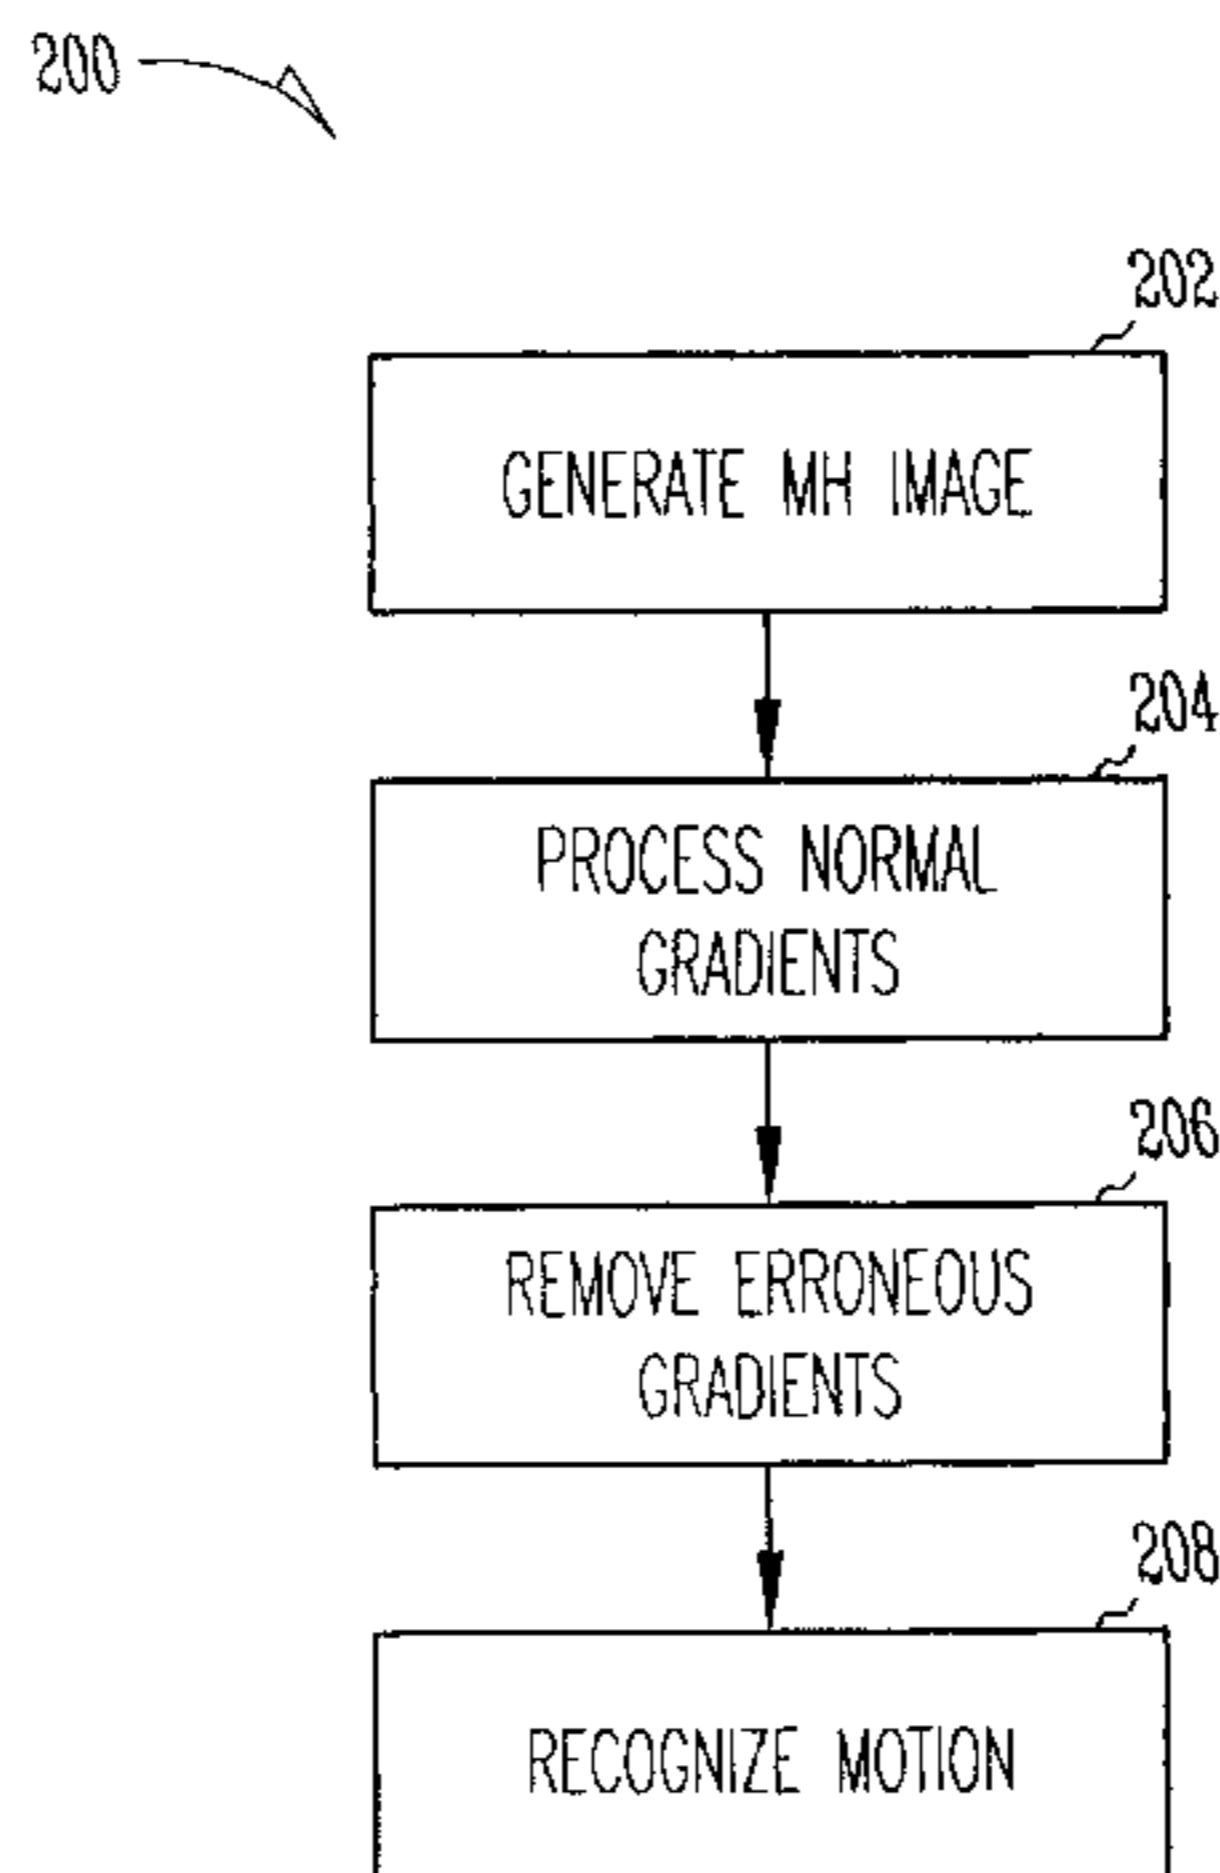 200
202
GENERATE MH IMAGE
204
PROCESS NORMAL
GRADIENTS
206
REMOVE ERRONEOUS
GRADIENTS
208
RECOGNIZE MOTION